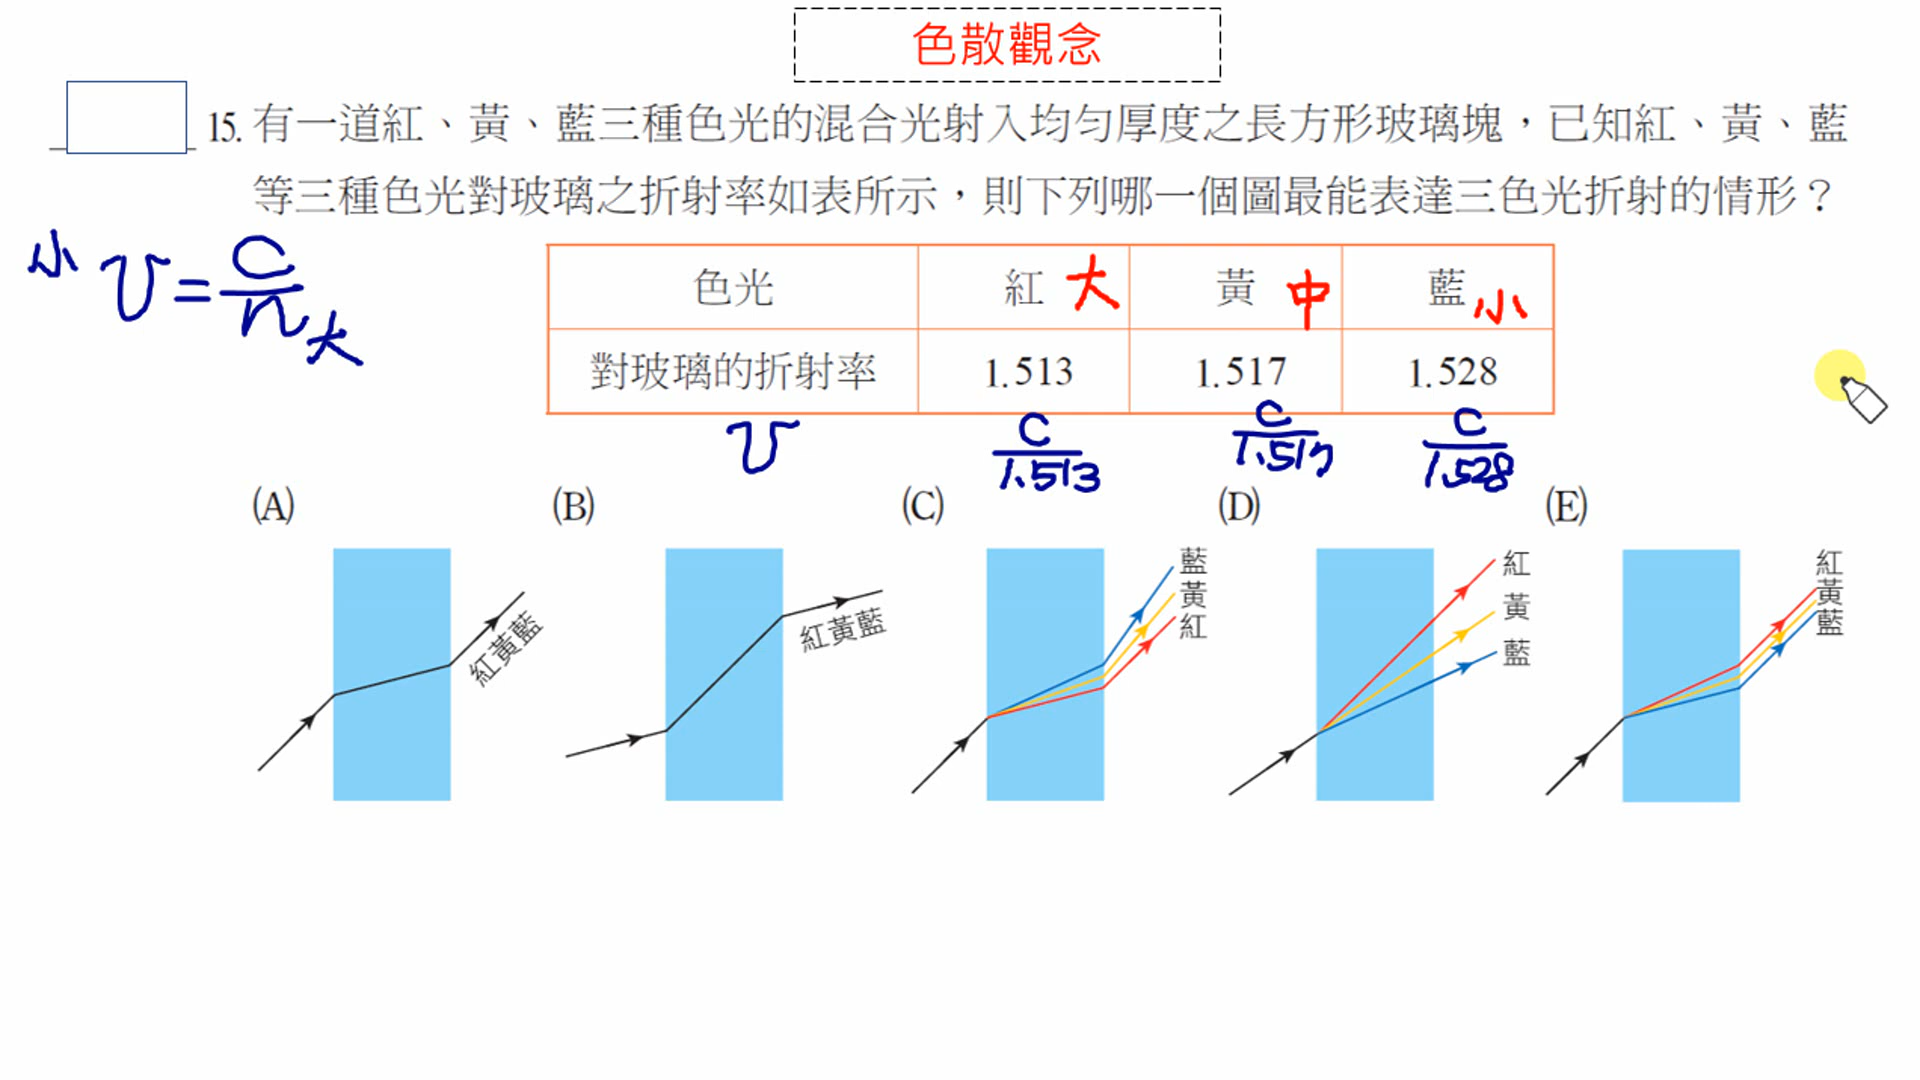 色散觀念
15. 有一道紅、黃、藍三種色光的混合光射入均勻厚度之長方形玻璃塊，已知紅、黃、藍
等三種色光對玻璃之折射率如表所示，則下列哪一個圖最能表達三色光折射的情形？
小 v=c/n 大
色光 紅 大 黃 中 藍 小
對玻璃的折射率 1.513 1.517 1.528
v c/1.513 c/1.517 c/1.528
(A) (B) (C) (D) (E)
紅黃藍
紅黃藍
藍
黃
紅
紅
黃
藍
紅
黃
藍